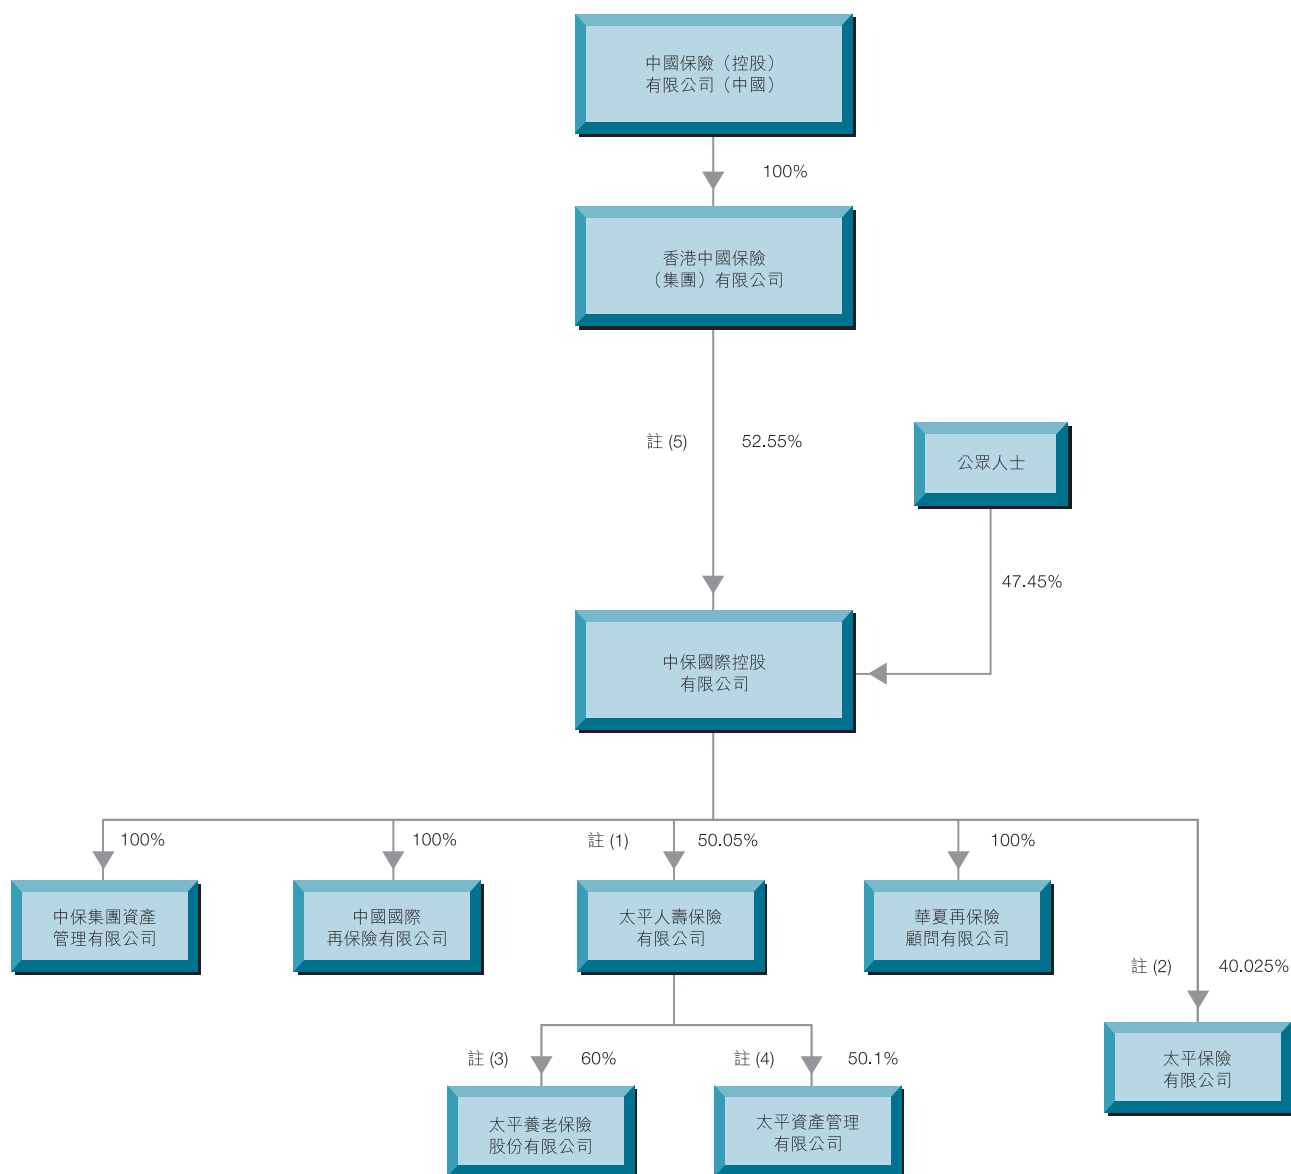 中國保險（控股）
有限公司（中國）
100%
香港中國保險
（集團）有限公司
註 (5)
52.55%
公眾人士
47.45%
中保國際控股
有限公司
100%
100%
註 (1)
50.05%
100%
中保集團資產
管理有限公司
中國國際
再保險有限公司
太平人壽保險
有限公司
華夏再保險
顧問有限公司
註 (2)
40.025%
註 (3)
60%
註 (4)
50.1%
太平保險
有限公司
太平養老保險
股份有限公司
太平資產管理
有限公司